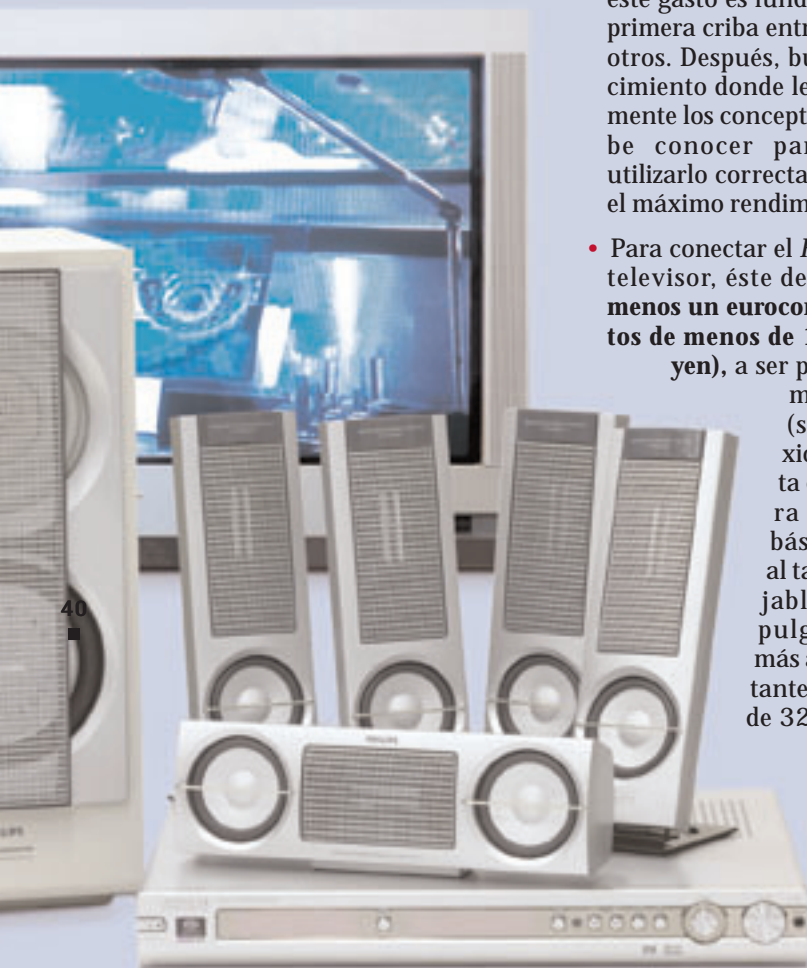 este gasto es fund
primera criba entr
otros. Después, bu
cimiento donde le
mente los concept
be conocer par
utilizarlo correcta
el máximo rendim
• Para conectar el
televisor, éste de
menos un euroco
tos de menos de
yen), a ser p
m
(s
xio
ta
ra
bás
al ta
jabl
pulg
más a
tante
de 32
40
PHILIPS